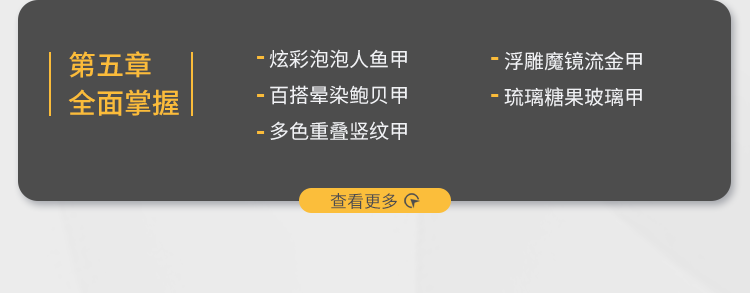 第五章
全面掌握
炫彩泡泡人鱼甲
百搭晕染鲍贝甲
多色重叠竖纹甲
浮雕魔镜流金甲
琉璃糖果玻璃甲
查看更多